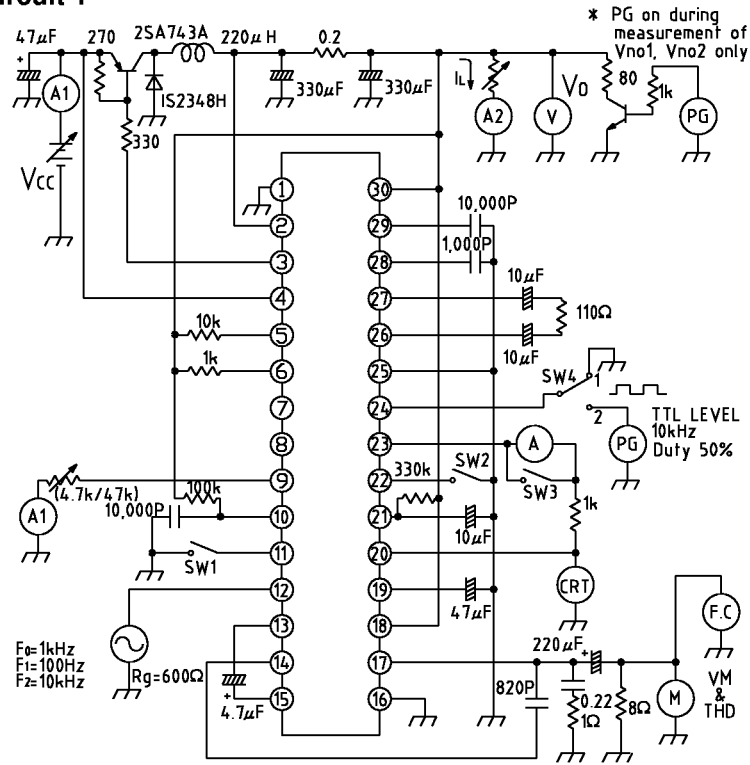 * PG on during
measurement of
Vno1, Vno2 only
47μF
270
2SA743A
220μH
0.2
+
A1
IS2348H
330μF
330μF
IL
A2
V
VO
80
1k
PG
330
VCC
1
30
2
29
10,000P
3
28
1,000P
4
27
10μF
110Ω
10k
5
26
10μF
1k
6
25
SW4
1
7
24
2
TTL LEVEL
10kHz
Duty 50%
PG
8
23
A
SW3
9
22
330k
SW2
(4.7k/47k)
100k
A1
10,000P
10
21
10μF
1k
11
20
SW1
CRT
12
19
47μF
F.C
13
18
F0=1kHz
F1=100Hz
F2=10kHz
Rg=600Ω
14
17
220μF
+
VM
&
THD
M
+
4.7μF
15
16
820P
0.22
1Ω
8Ω